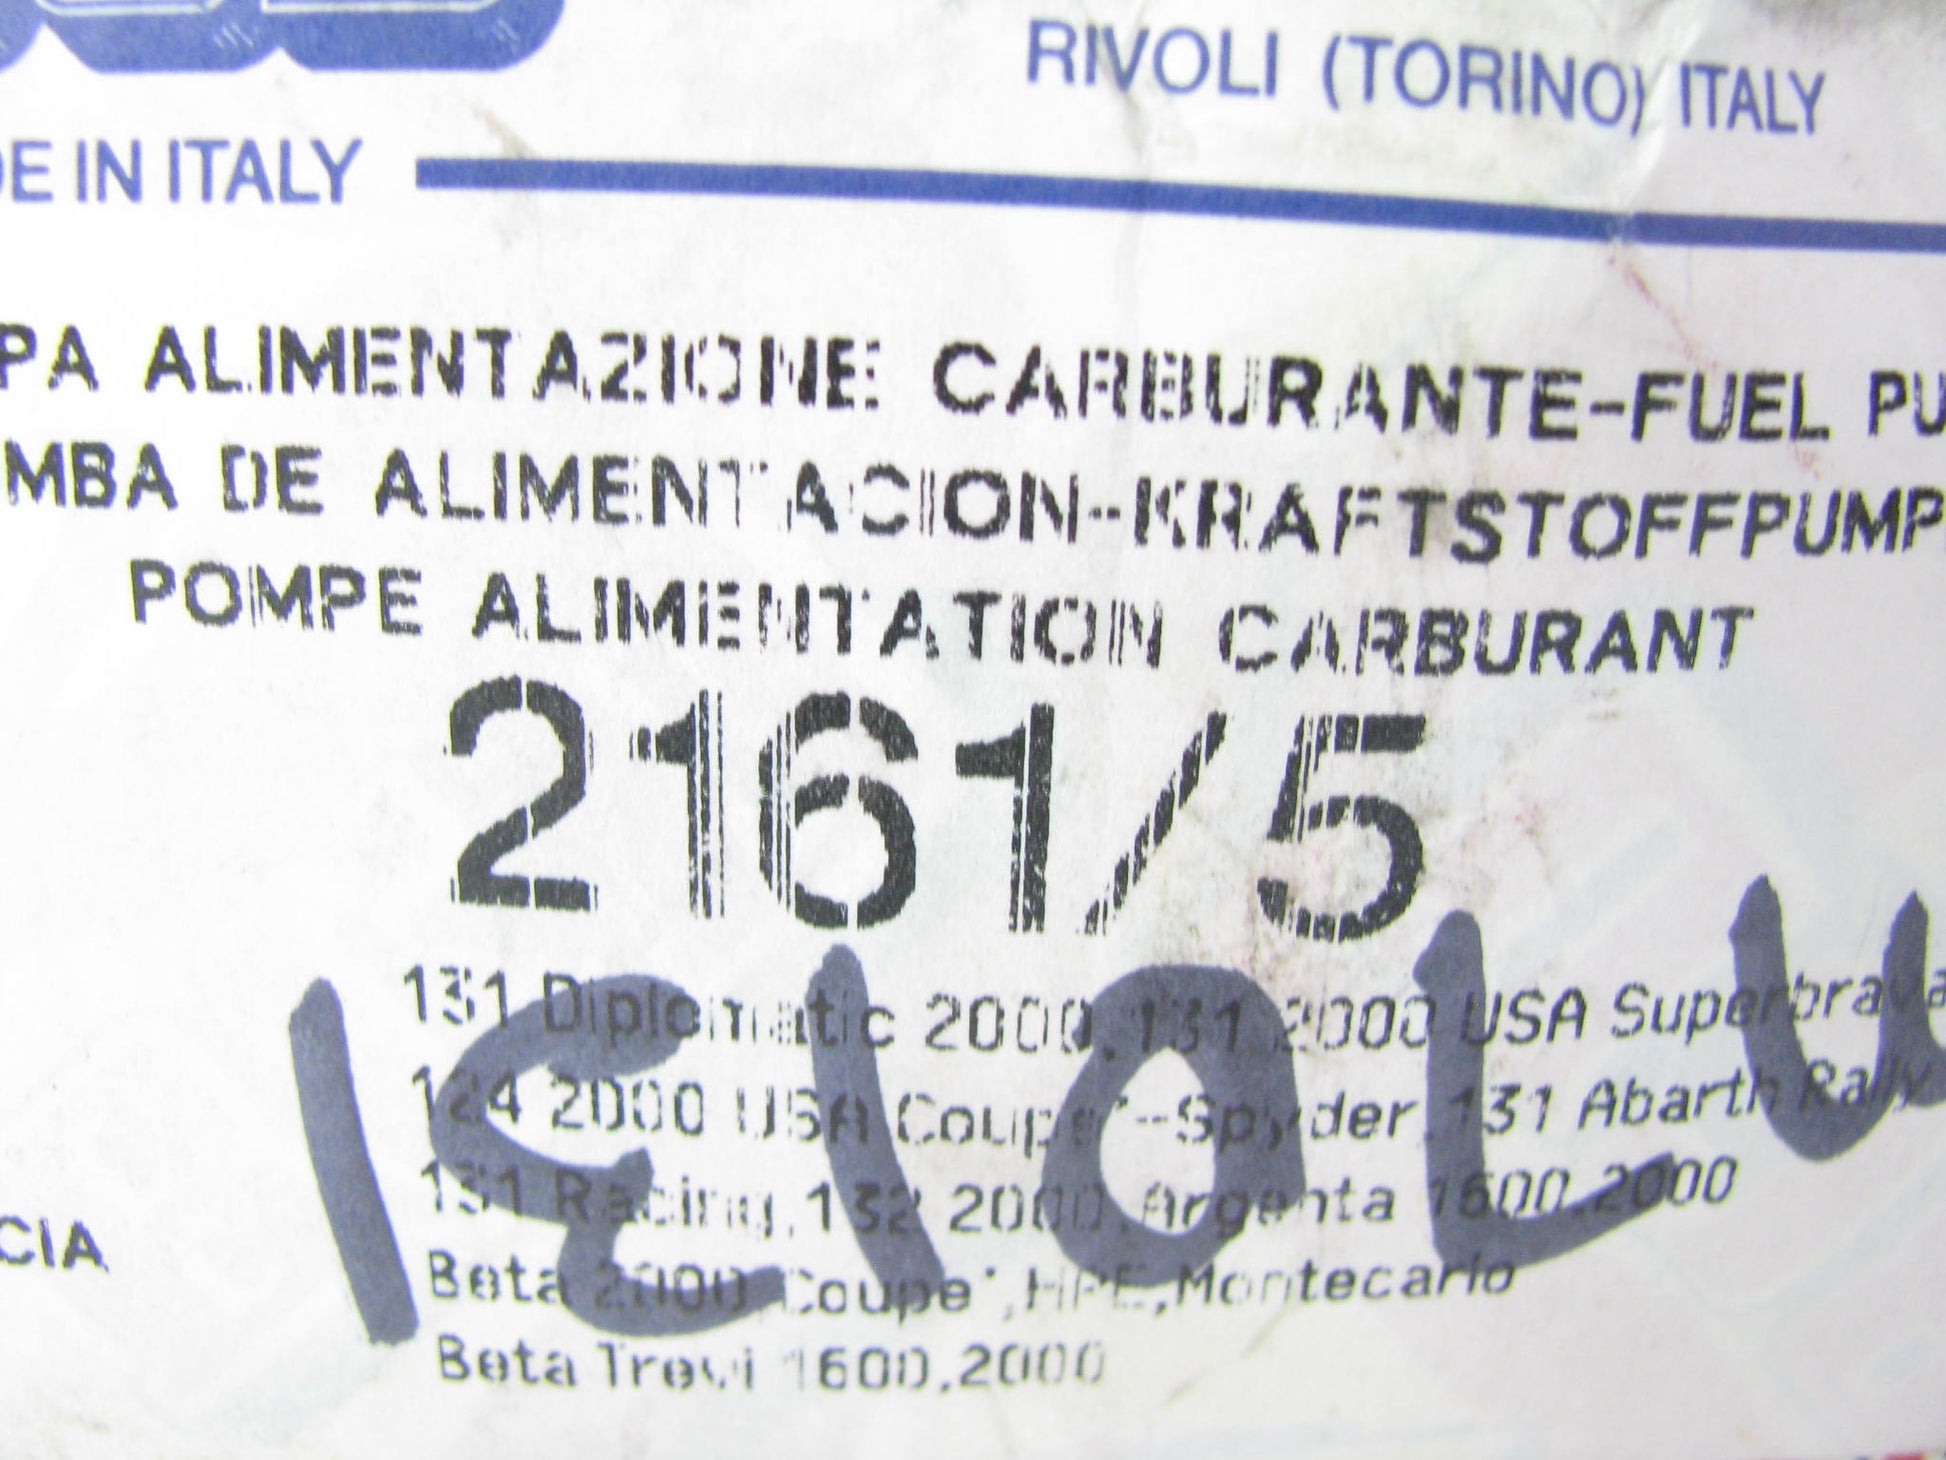 RIVOLI (TORINO) ITALY
DE IN ITALY
PA ALIMENTAZIONE CARBURANTE-FUEL PU
MBA DE ALIMENTACION-KRAFTSTOFFPUMP
POMPE ALIMENTATION CARBURANT
2161/5
131 Diplomatic 2000,131 2000 USA Superbrava
124 2000 USA Coupe'-Spyder,131 Abarth Rally
131 Racing,132 2000,Argenta 1600,2000
CIA
Beta 2000,Coupe',HPE,Montecarlo
Beta Trevi 1600,2000